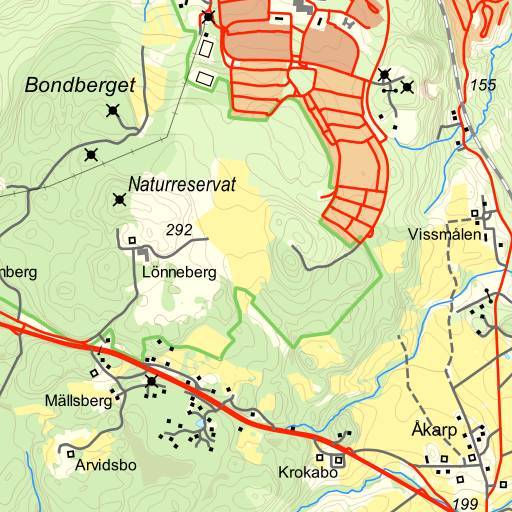 Bondberget
155
Naturreservat
292
Vissmålen
Lönneberg
nberg
Mällsberg
Åkarp
Arvidsbo
Krokabo
199